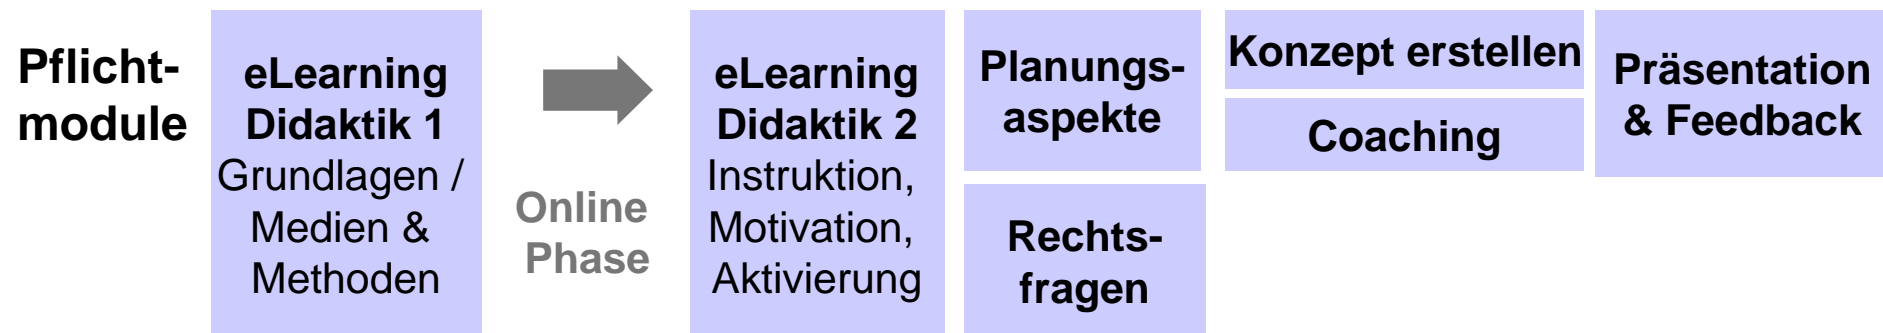 Pflicht-
module
eLearning
Didaktik 1
Grundlagen /
Medien &
Methoden
Online
Phase
eLearning
Didaktik 2
Instruktion,
Motivation,
Aktivierung
Planungs-
aspekte
Rechts-
fragen
Konzept erstellen
Coaching
Präsentation
& Feedback